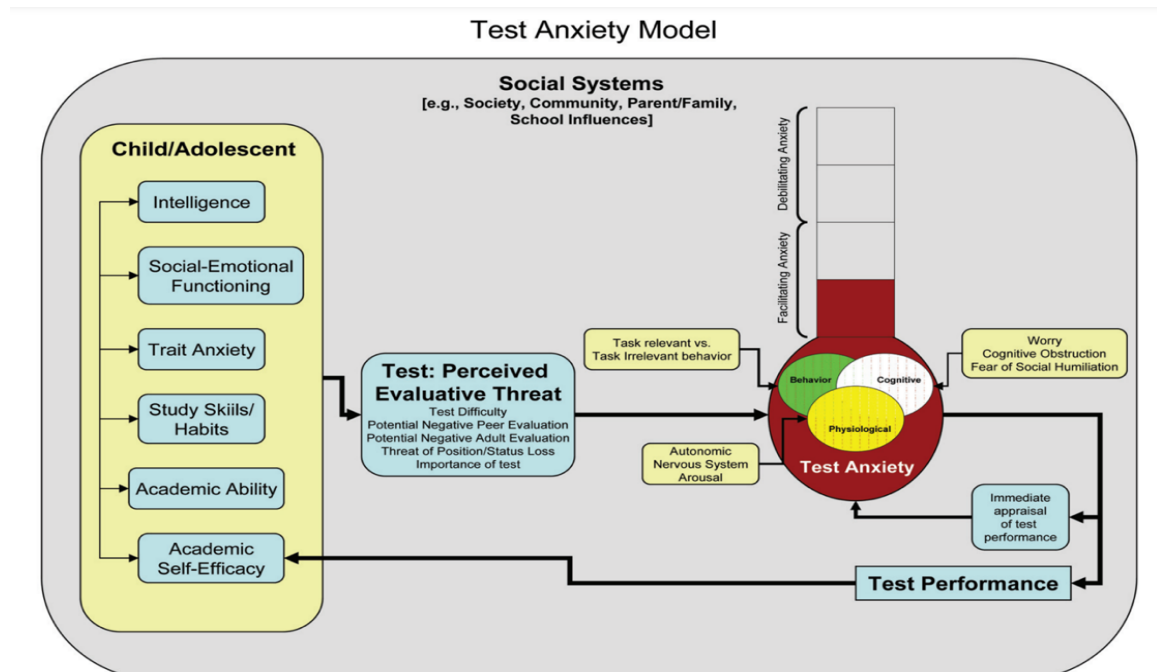 Test Anxiety Model
Social Systems
[e.g., Society, Community, Parent/Family,
School Influences]
Child/Adolescent
Intelligence
Social-Emotional
Functioning
Trait Anxiety
Study Skiils/
Habits
Academic Ability
Academic
Self-Efficacy
Test: Perceived
Evaluative Threat
Test Difficulty
Potential Negative Peer Evaluation
Potential Negative Adult Evaluation
Threat of Position/Status Loss
Importance of test
Debilitating Anxiety
Facilitating Anxiety
Task relevant vs.
Task Irrelevant behavior
Worry
Cognitive Obstruction
Fear of Social Humiliation
Behavior
Cognitive
Physiological
Test Anxiety
Autonomic
Nervous System
Arousal
Immediate
appraisal
of test
performance
Test Performance